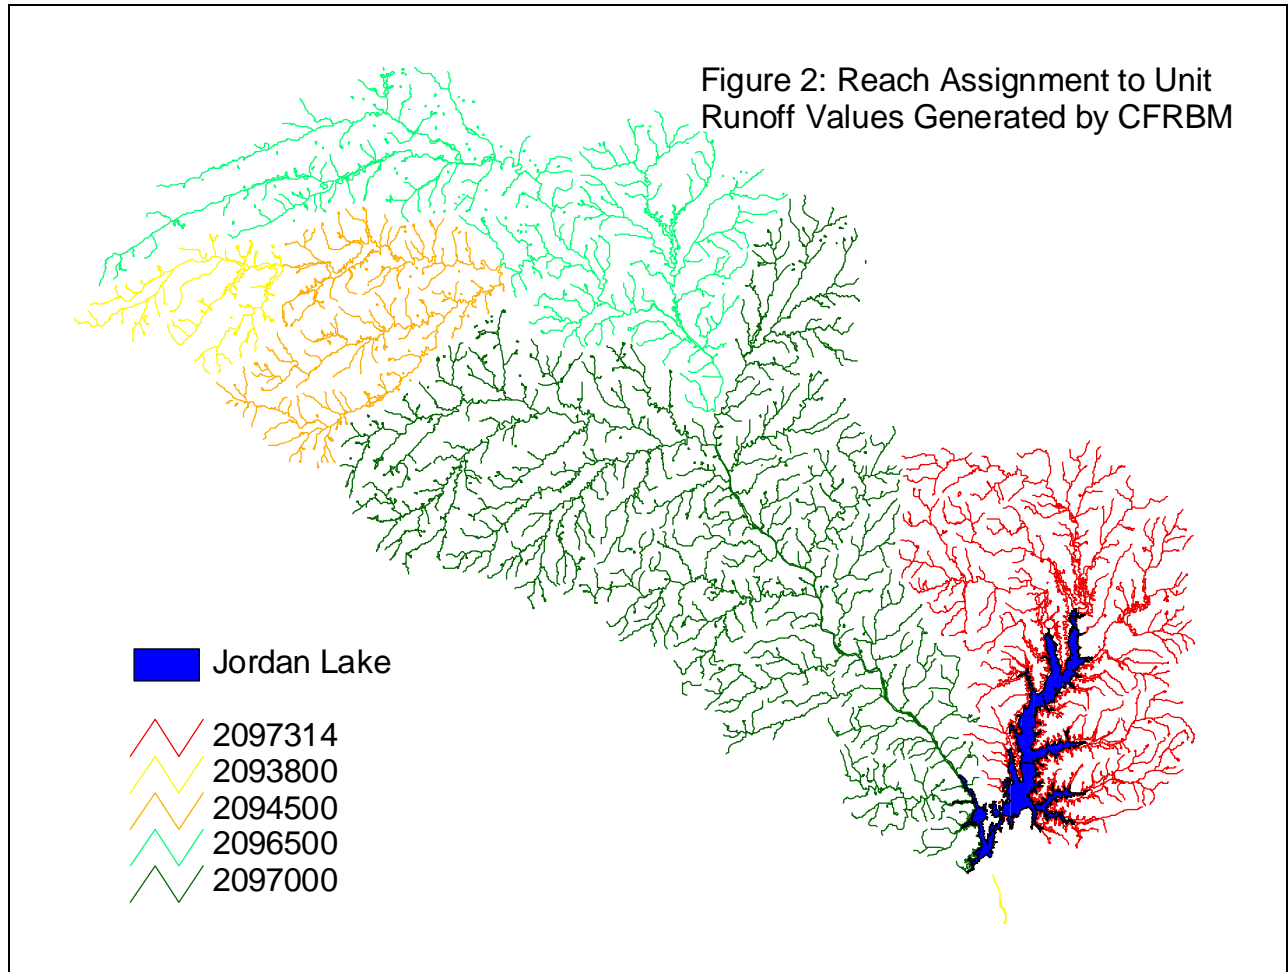 Figure 2: Reach Assignment to Unit
Runoff Values Generated by CFRBM
Jordan Lake
2097314
2093800
2094500
2096500
2097000